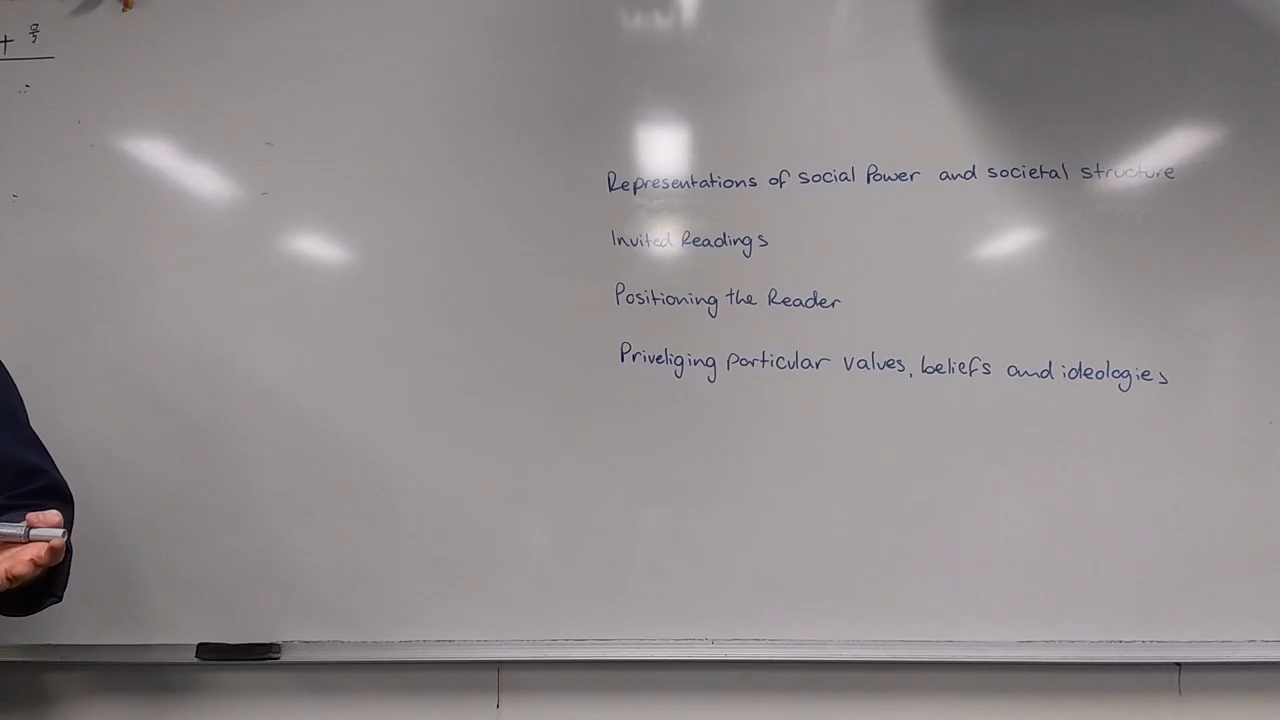 Representations of social Power and societal structure
Invited Readings
Positioning the Reader
Priveliging particular values, beliefs and ideologies